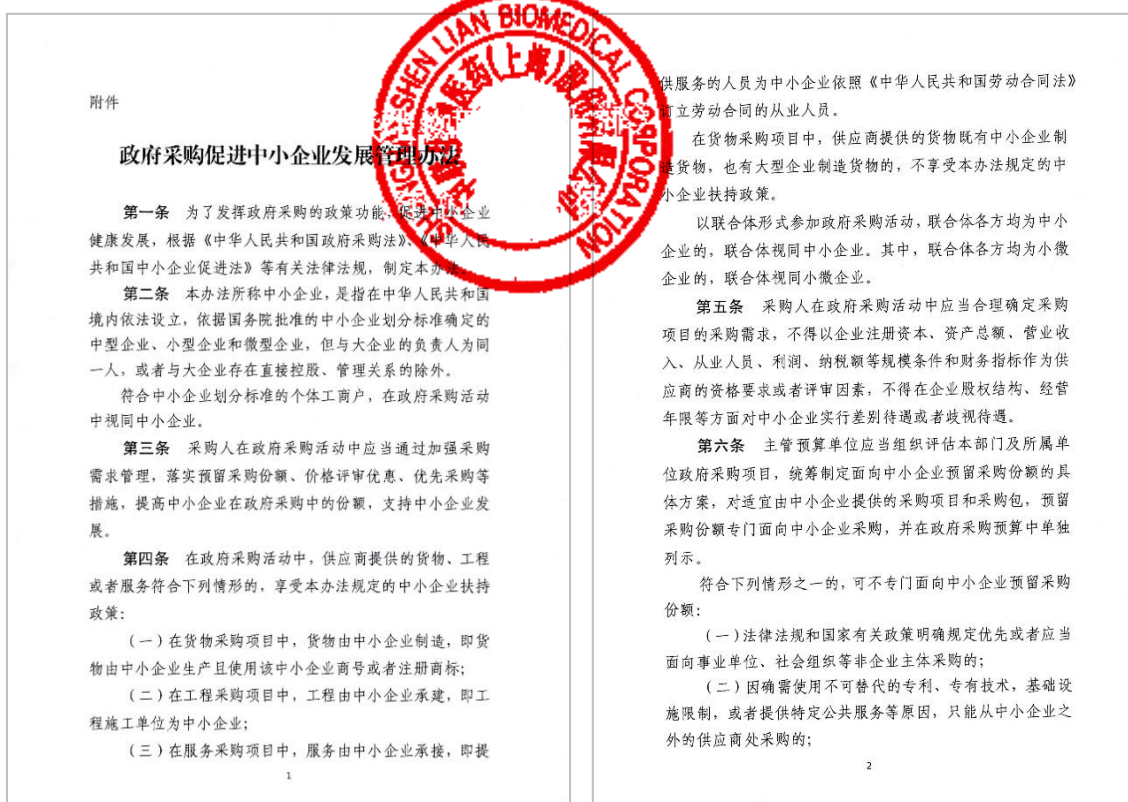 SHEN LIAN BIOMEDICAL CORPORATION
医药(上海)股份
附件
政府采购促进中小企业发展管理办法
第一条 为了发挥政府采购的政策功能,促进中小企业
健康发展,根据《中华人民共和国政府采购法》、《中华人民
共和国中小企业促进法》等有关法律法规,制定本办法。
第二条 本办法所称中小企业,是指在中华人民共和国
境内依法设立,依据国务院批准的中小企业划分标准确定的
中型企业、小型企业和微型企业,但与大企业的负责人为同
一人,或者与大企业存在直接控股、管理关系的除外。
符合中小企业划分标准的个体工商户,在政府采购活动
中视同中小企业。
第三条 采购人在政府采购活动中应当通过加强采购
需求管理,落实预留采购份额、价格评审优惠、优先采购等
措施,提高中小企业在政府采购中的份额,支持中小企业发
展。
第四条 在政府采购活动中,供应商提供的货物、工程
或者服务符合下列情形的,享受本办法规定的中小企业扶持
政策:
(一)在货物采购项目中,货物由中小企业制造,即货
物由中小企业生产且使用该中小企业商号或者注册商标;
(二)在工程采购项目中,工程由中小企业承建,即工
程施工单位为中小企业;
(三)在服务采购项目中,服务由中小企业承接,即提
1
供服务的人员为中小企业依照《中华人民共和国劳动合同法》
订立劳动合同的从业人员。
在货物采购项目中,供应商提供的货物既有中小企业制
造货物,也有大型企业制造货物的,不享受本办法规定的中
小企业扶持政策。
以联合体形式参加政府采购活动,联合体各方均为中小
企业的,联合体视同中小企业。其中,联合体各方均为小微
企业的,联合体视同小微企业。
第五条 采购人在政府采购活动中应当合理确定采购
项目的采购需求,不得以企业注册资本、资产总额、营业收
入、从业人员、利润、纳税额等规模条件和财务指标作为供
应商的资格要求或者评审因素,不得在企业股权结构、经营
年限等方面对中小企业实行差别待遇或者歧视待遇。
第六条 主管预算单位应当组织评估本部门及所属单
位政府采购项目,统筹制定面向中小企业预留采购份额的具
体方案,对适宜由中小企业提供的采购项目和采购包,预留
采购份额专门面向中小企业采购,并在政府采购预算中单独
列示。
符合下列情形之一的,可不专门面向中小企业预留采购
份额:
(一)法律法规和国家有关政策明确规定优先或者应当
面向事业单位、社会组织等非企业主体采购的;
(二)因确需使用不可替代的专利、专有技术,基础设
施限制,或者提供特定公共服务等原因,只能从中小企业之
外的供应商处采购的;
2